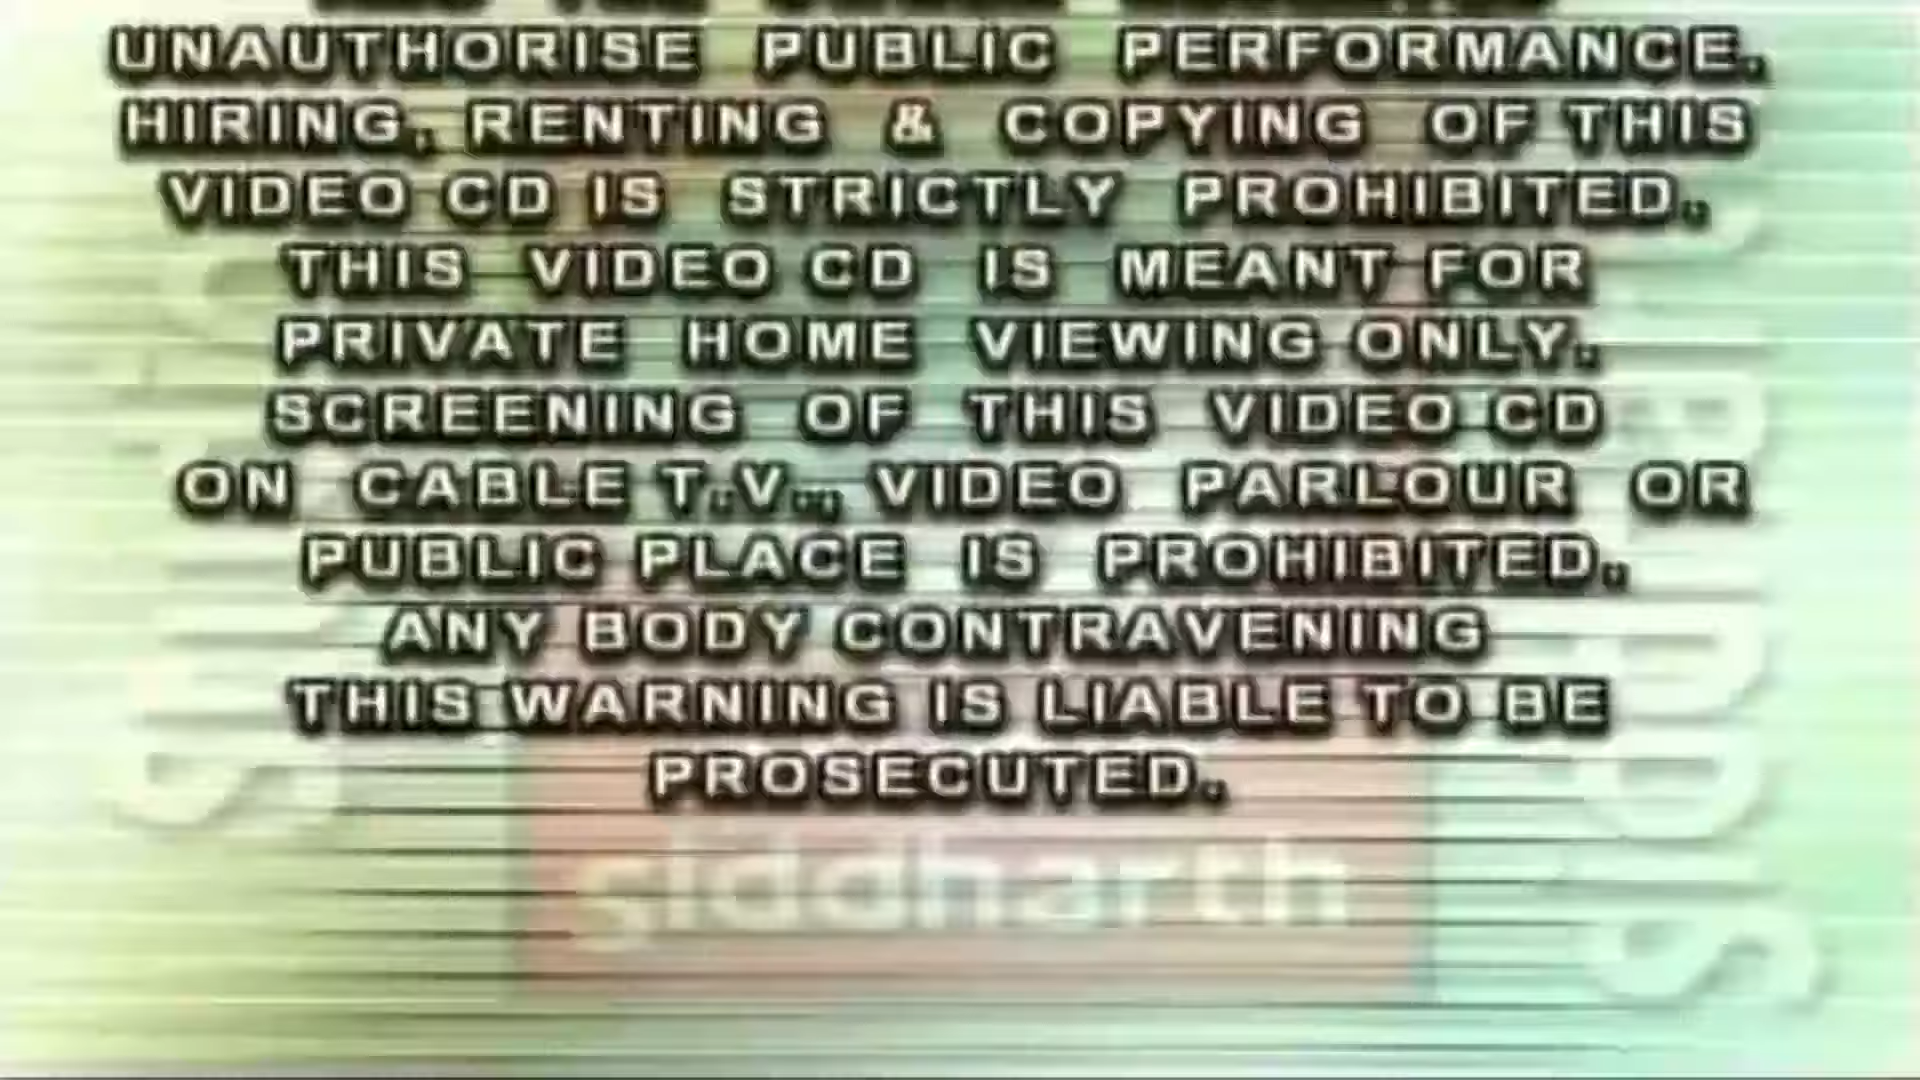 UNAUTHORISE PUBLIC PERFORMANCE.
HIRING, RENTING & COPYING OF THIS
VIDEO CD IS STRICTLY PROHIBITED.
THIS VIDEO CD IS MEANT FOR
PRIVATE HOME VIEWING ONLY.
SCREENING OF THIS VIDEO CD
ON CABLE T.V., VIDEO PARLOUR OR
PUBLIC PLACE IS PROHIBITED.
ANY BODY CONTRAVENING
THIS WARNING IS LIABLE TO BE
PROSECUTED.
siddharth